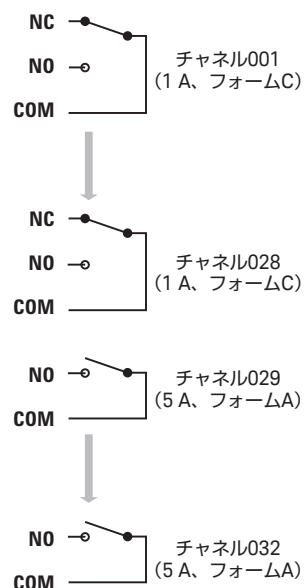 NC
NO
COM
チャネル001
(1 A、フォームC)
NC
NO
COM
チャネル028
(1 A、フォームC)
NO
COM
チャネル029
(5 A、フォームA)
NO
COM
チャネル032
(5 A、フォームA)